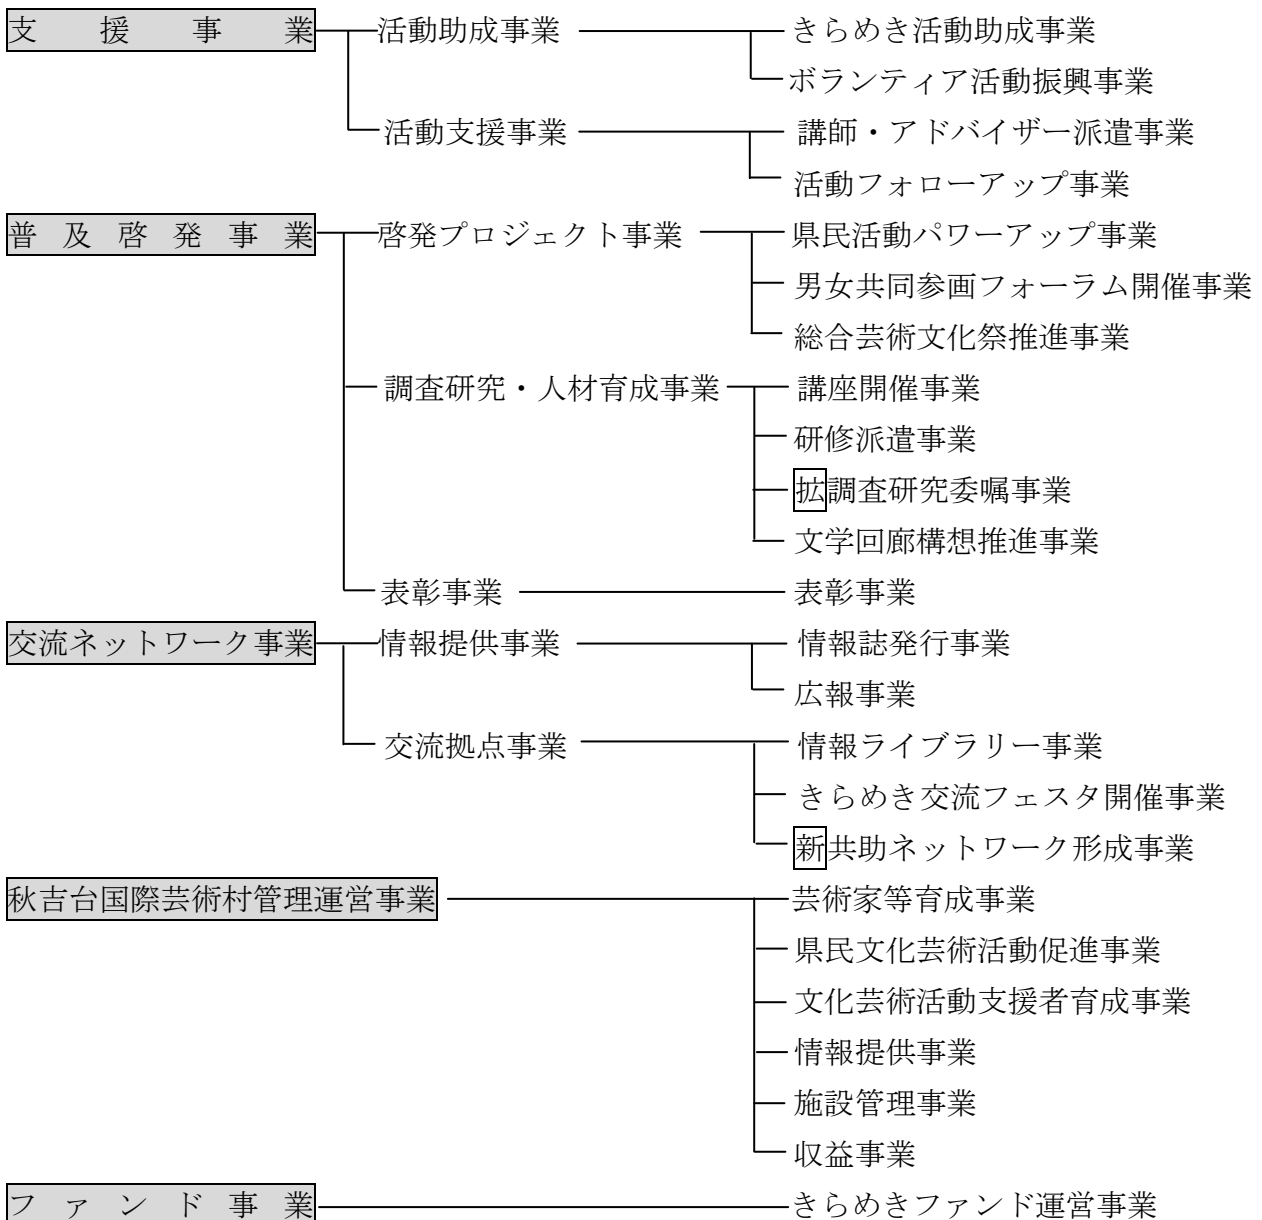 支援事業 活動助成事業 きらめき活動助成事業
ボランティア活動振興事業
活動支援事業 講師・アドバイザー派遣事業
活動フォローアップ事業
普及啓発事業 啓発プロジェクト事業 県民活動パワーアップ事業
男女共同参画フォーラム開催事業
総合芸術文化祭推進事業
調査研究・人材育成事業 講座開催事業
研修派遣事業
拡調査研究委嘱事業
文学回廊構想推進事業
表彰事業 表彰事業
交流ネットワーク事業 情報提供事業 情報誌発行事業
広報事業
交流拠点事業 情報ライブラリー事業
きらめき交流フェスタ開催事業
新共助ネットワーク形成事業
秋吉台国際芸術村管理運営事業 芸術家等育成事業
県民文化芸術活動促進事業
文化芸術活動支援者育成事業
情報提供事業
施設管理事業
収益事業
ファンド事業 きらめきファンド運営事業